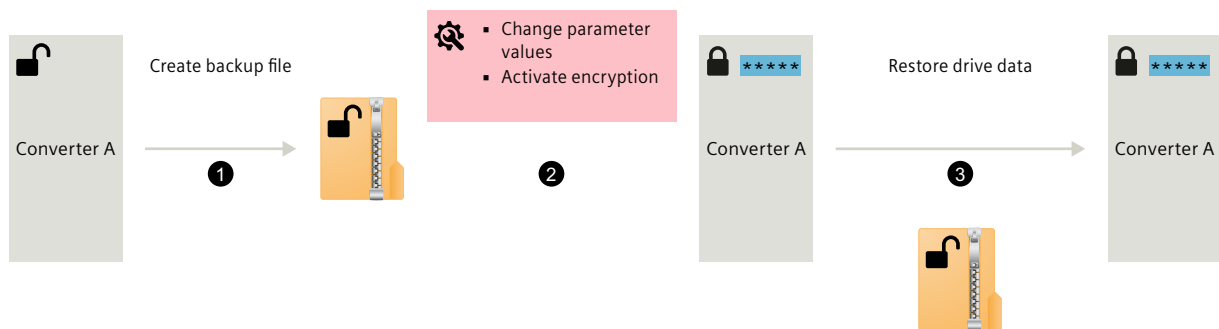 Converter A
Create backup file
1
▪ Change parameter
values
▪ Activate encryption
2
*****
Converter A
Restore drive data
3
*****
Converter A